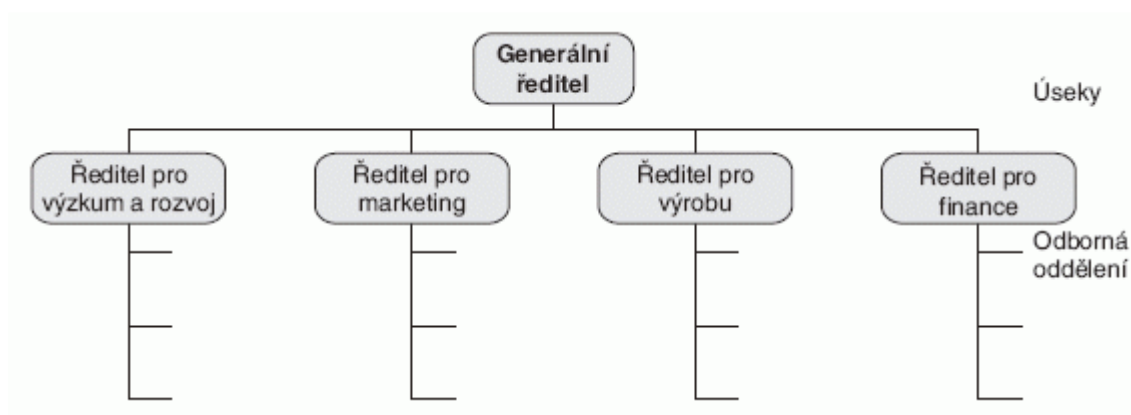 Generální
ředitel
Úseky
Ředitel pro
výzkum a rozvoj
Ředitel pro
marketing
Ředitel pro
výrobu
Ředitel pro
finance
Odborná
oddělení